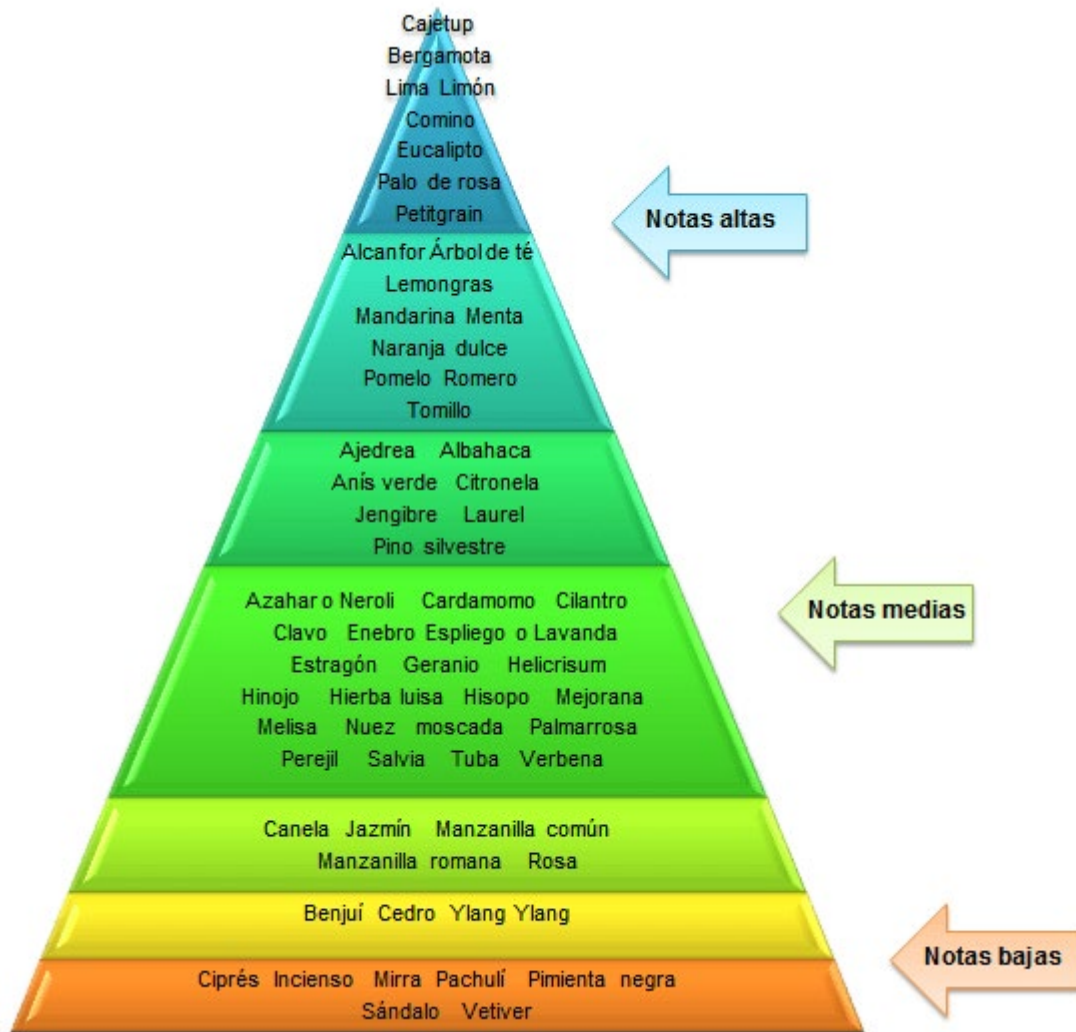 Cajetup
Bergamota
Lima Limón
Comino
Eucalipto
Palo de rosa
Petitgrain
Notas altas
Alcanfor Árbol de té
Lemongras
Mandarina Menta
Naranja dulce
Pomelo Romero
Tomillo
Ajedrea Albahaca
Anís verde Citronela
Jengibre Laurel
Pino silvestre
Azahar o Neroli Cardamomo Cilantro
Notas medias
Clavo Enebro Espliego o Lavanda
Estragón Geranio Helicrisum
Hinojo Hierba luisa Hisopo Mejorana
Melisa Nuez moscada Palmarrosa
Perejil Salvia Tuba Verbena
Canela Jazmín Manzanilla común
Manzanilla romana Rosa
Benjuí Cedro Ylang Ylang
Notas bajas
Ciprés Incienso Mirra Pachulí Pimienta negra
Sándalo Vetiver